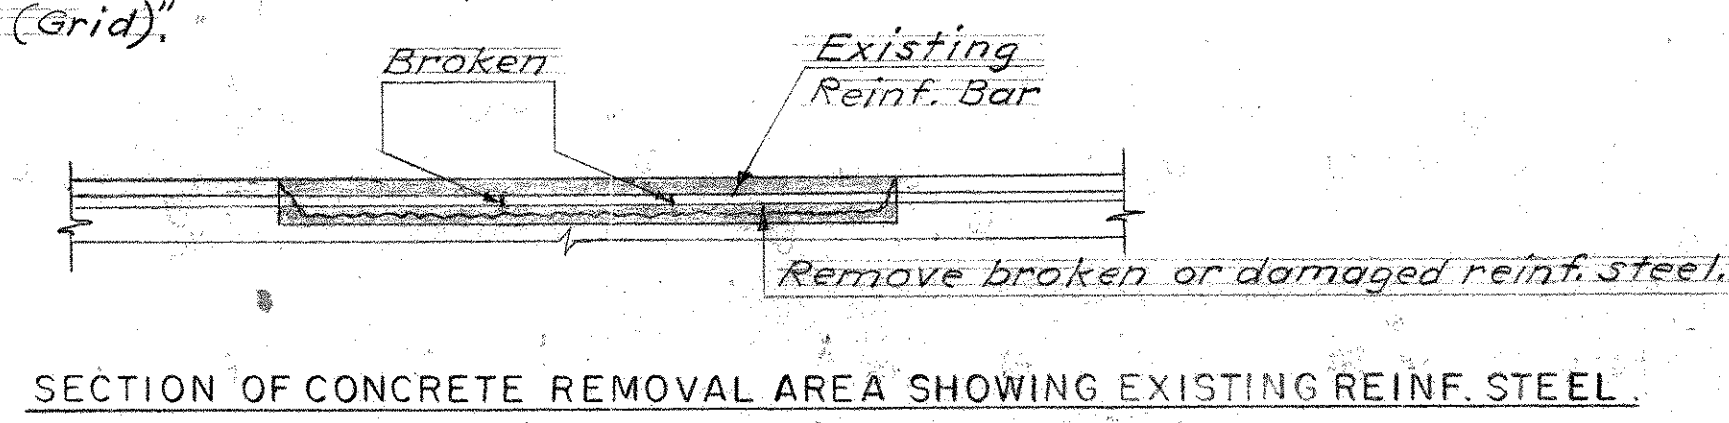 (Grid)."
Broken
Existing
Reinf. Bar
Remove broken or damaged reinf. steel.
SECTION OF CONCRETE REMOVAL AREA SHOWING EXISTING REINF. STEEL.